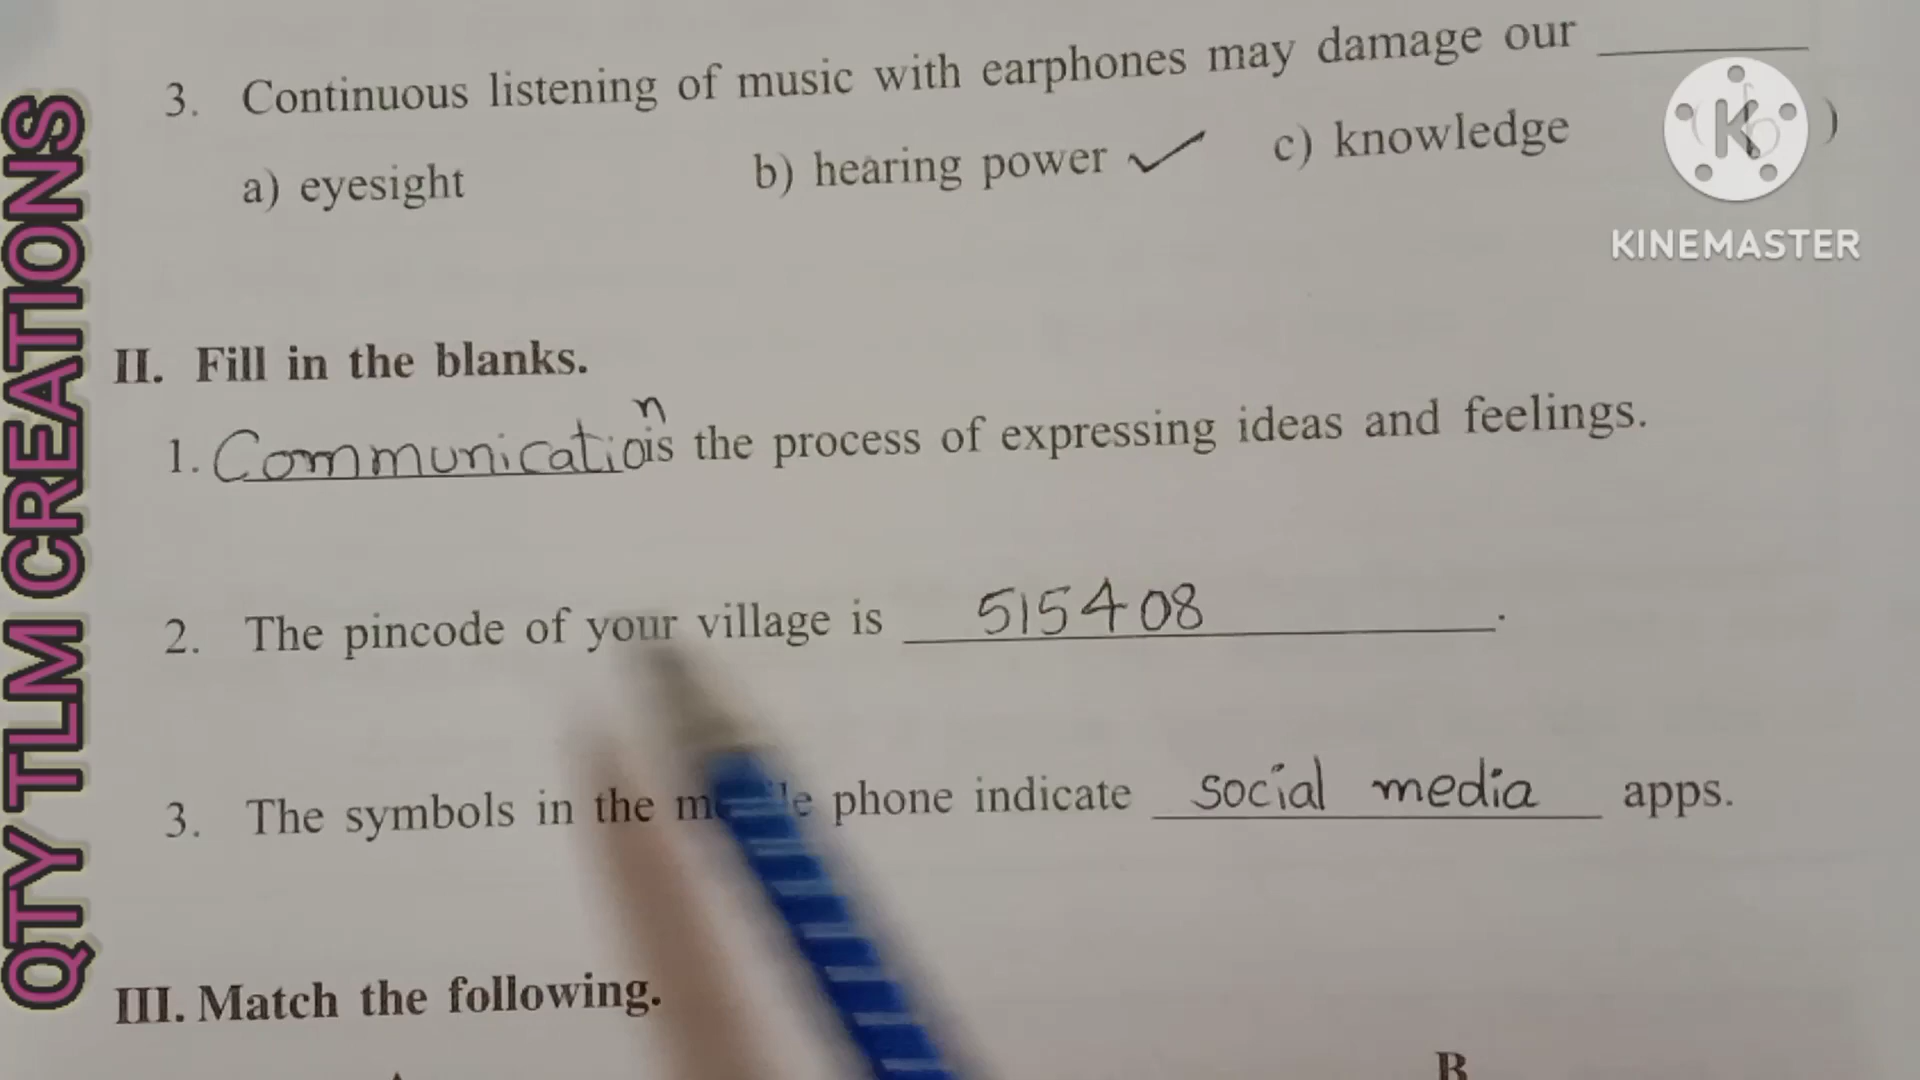 3. Continuous listening of music with earphones may damage our ________
a) eyesight b) hearing power ✓ c) knowledge ( b )
KINEMASTER
II. Fill in the blanks.
1. Communication is the process of expressing ideas and feelings.
2. The pincode of your village is 515408.
3. The symbols in the phone indicate social media apps.
III. Match the following.
B
QTY TLM CREATIONS